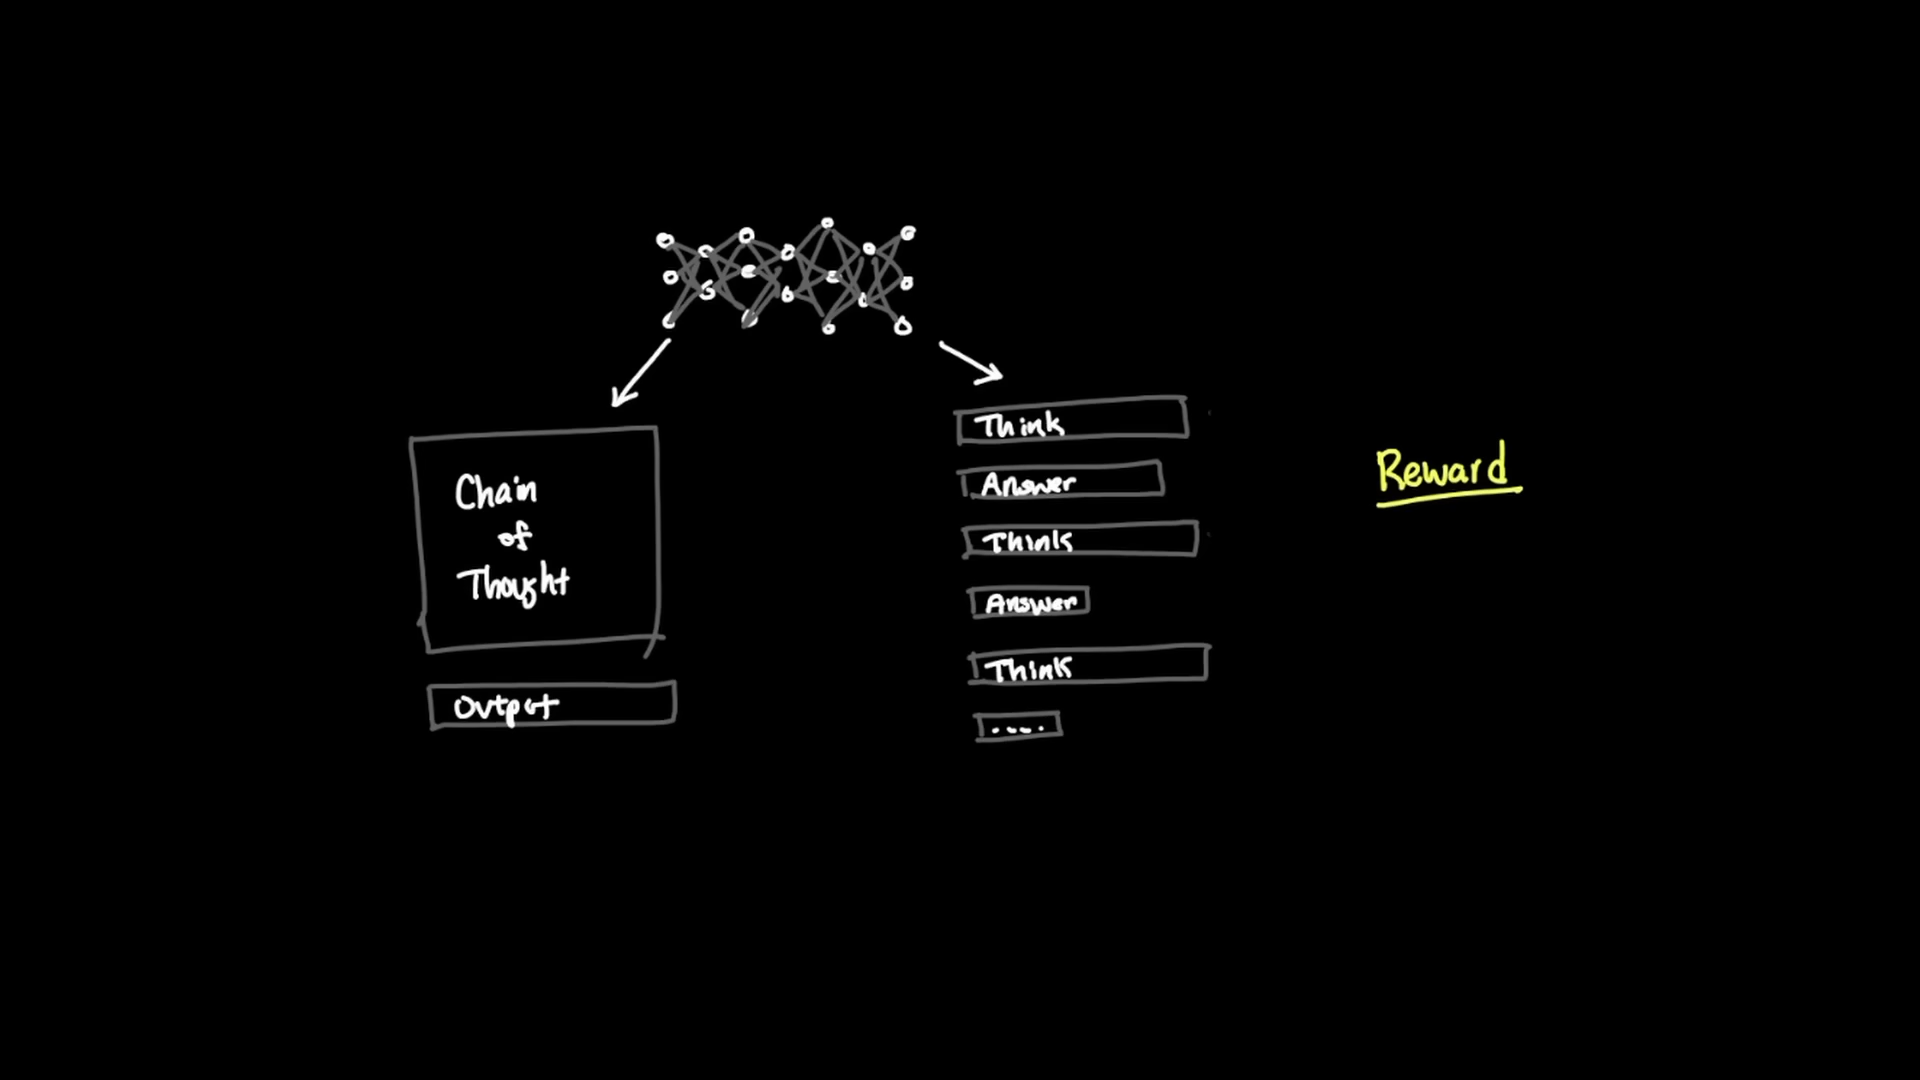 Chain
of
Thought
Output
Think
Answer
Think
Answer
Think
....
Reward